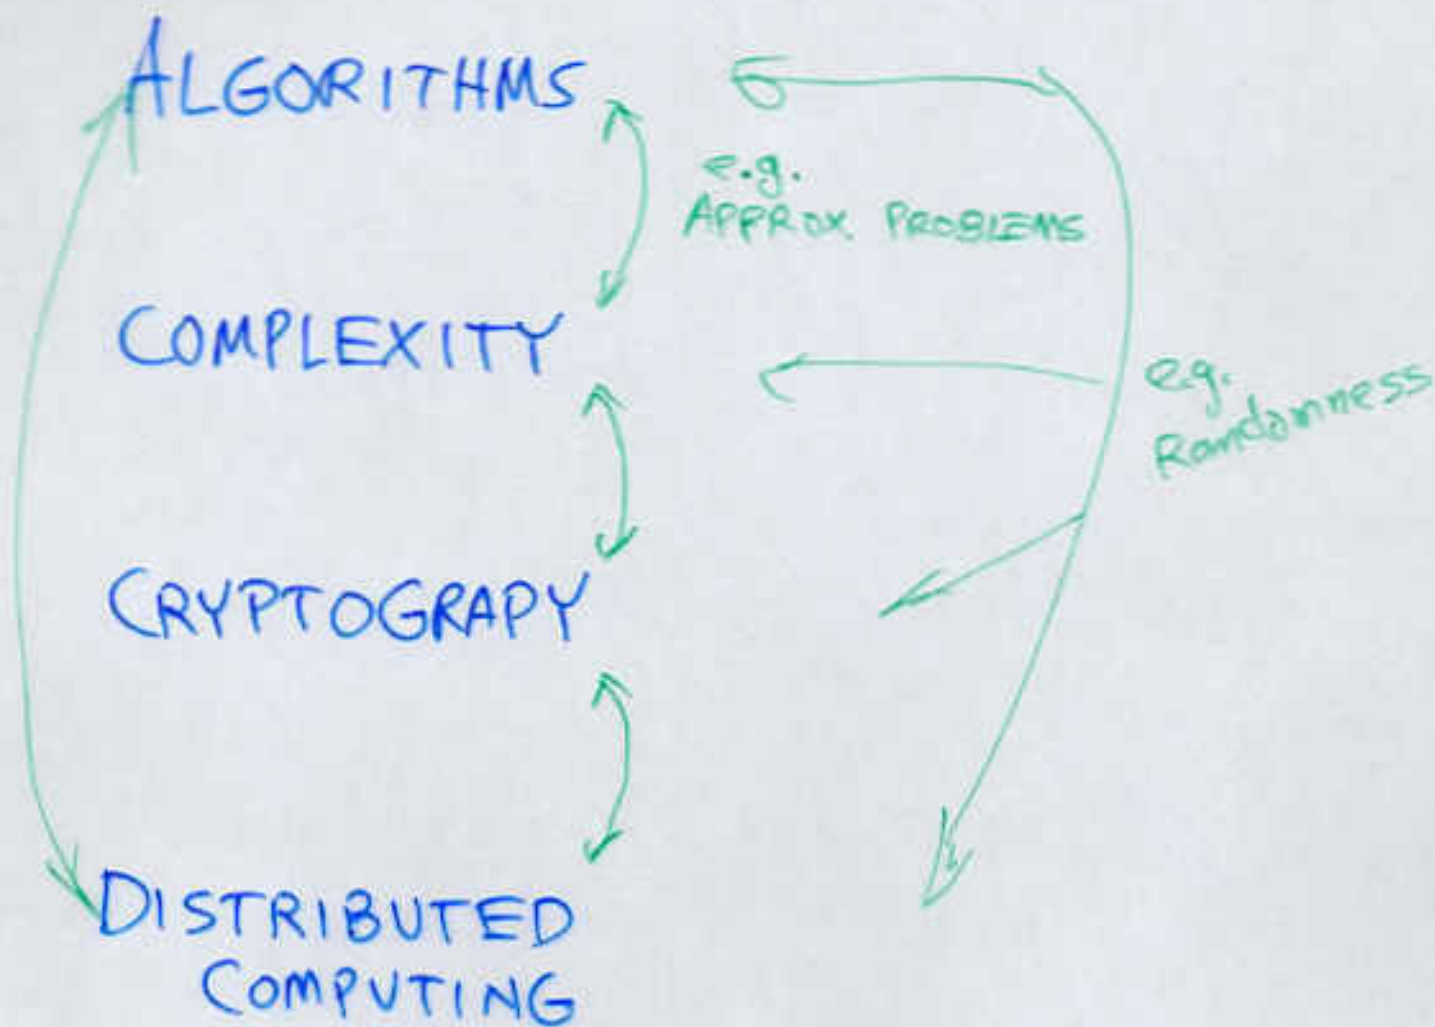 ALGORITHMS
e.g.
APPROX. PROBLEMS
COMPLEXITY
e.g.
Randomness
CRYPTOGRAPY
DISTRIBUTED
COMPUTING